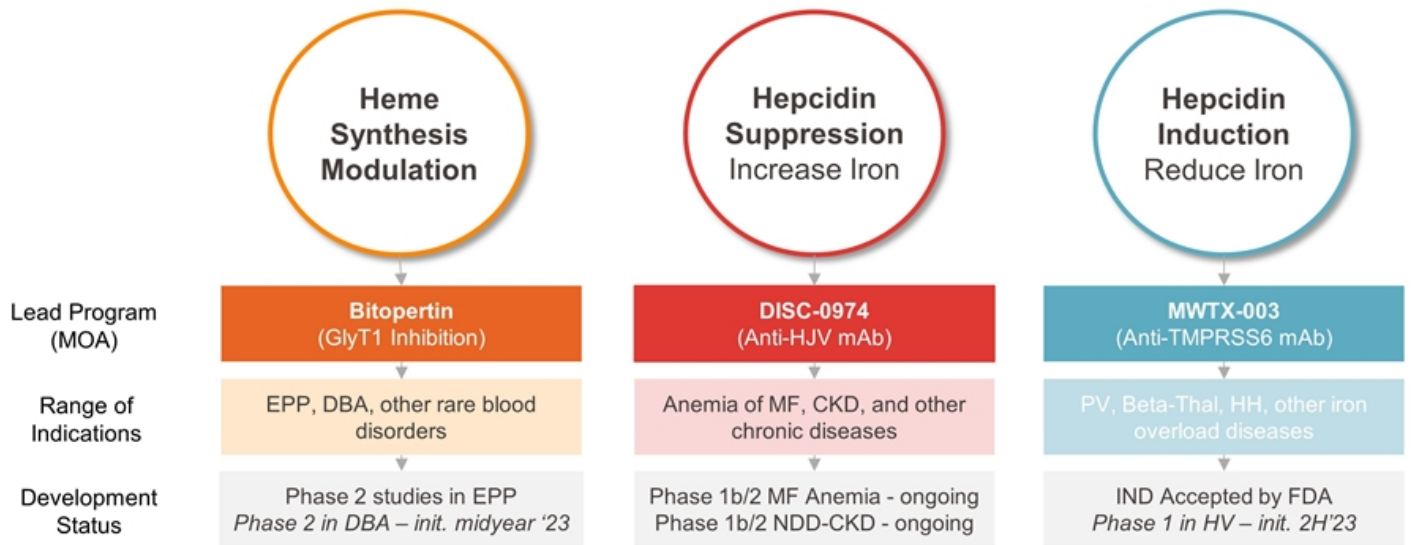 Heme
Synthesis
Modulation
Hepcidin
Suppression
Increase Iron
Hepcidin
Induction
Reduce Iron
Lead Program
(MOA)
Bitopertin
(GlyT1 Inhibition)
DISC-0974
(Anti-HJV mAb)
MWTX-003
(Anti-TMPRSS6 mAb)
Range of
Indications
EPP, DBA, other rare blood
disorders
Anemia of MF, CKD, and other
chronic diseases
PV, Beta-Thal, HH, other iron
overload diseases
Development
Status
Phase 2 studies in EPP
Phase 2 in DBA – init. midyear ‘23
Phase 1b/2 MF Anemia - ongoing
Phase 1b/2 NDD-CKD - ongoing
IND Accepted by FDA
Phase 1 in HV – init. 2H’23